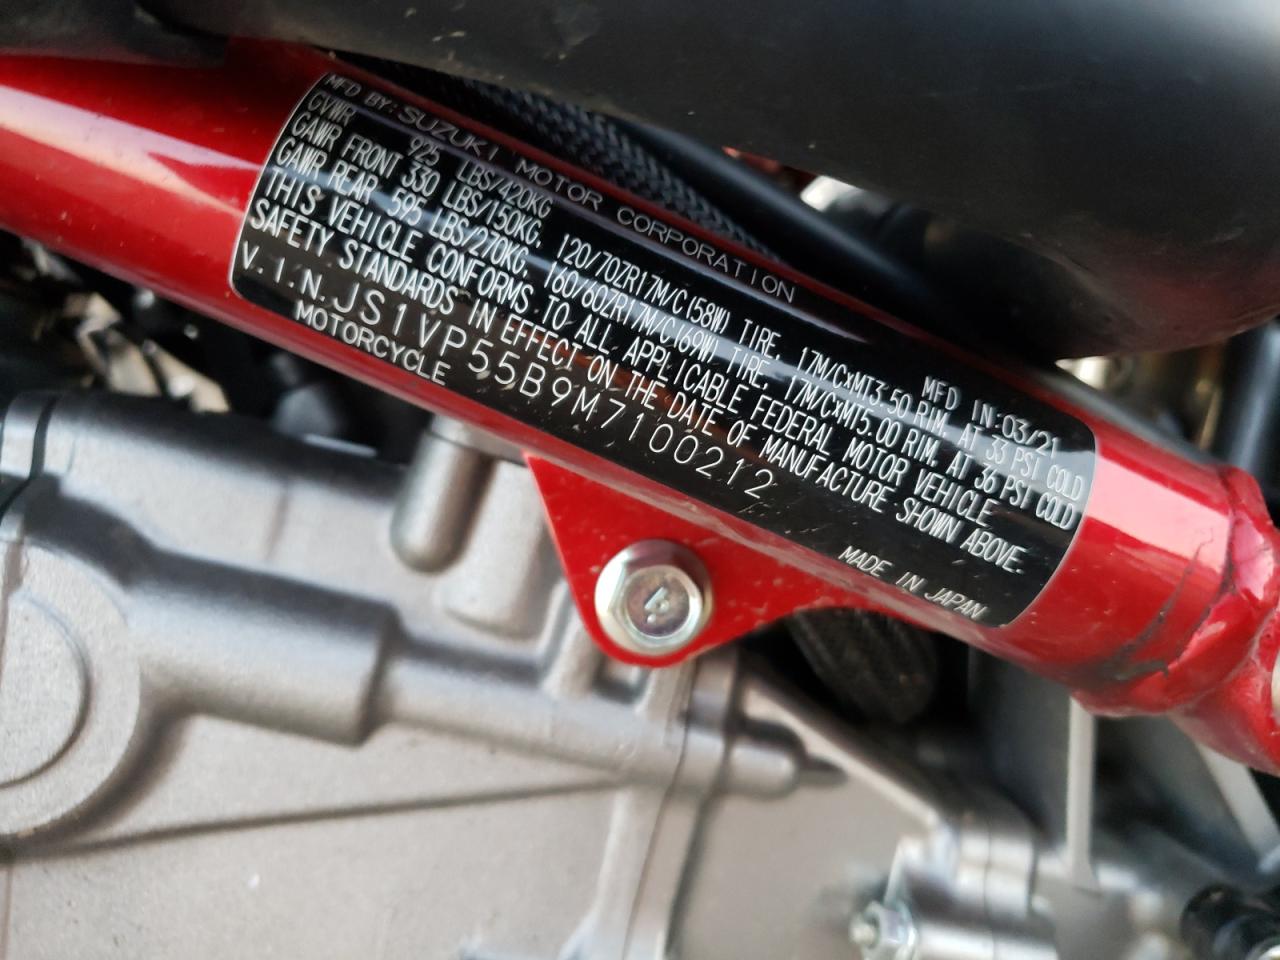 MFD BY: SUZUKI MOTOR CORPORATION MFD IN: 03/21
GVWR 925 LBS/420KG
GAWR FRONT 330 LBS/150KG, 120/70ZR17M/C(58W) TIRE, 17M/CxMT3.50 RIM, AT 33 PSI COLD
GAWR REAR 595 LBS/270KG, 160/60ZR17M/C(69W) TIRE, 17M/CxMT5.00 RIM, AT 36 PSI COLD
THIS VEHICLE CONFORMS TO ALL APPLICABLE FEDERAL MOTOR VEHICLE
SAFETY STANDARDS IN EFFECT ON THE DATE OF MANUFACTURE SHOWN ABOVE.
V.I.N. JS1VP55B9M7100212
MOTORCYCLE MADE IN JAPAN